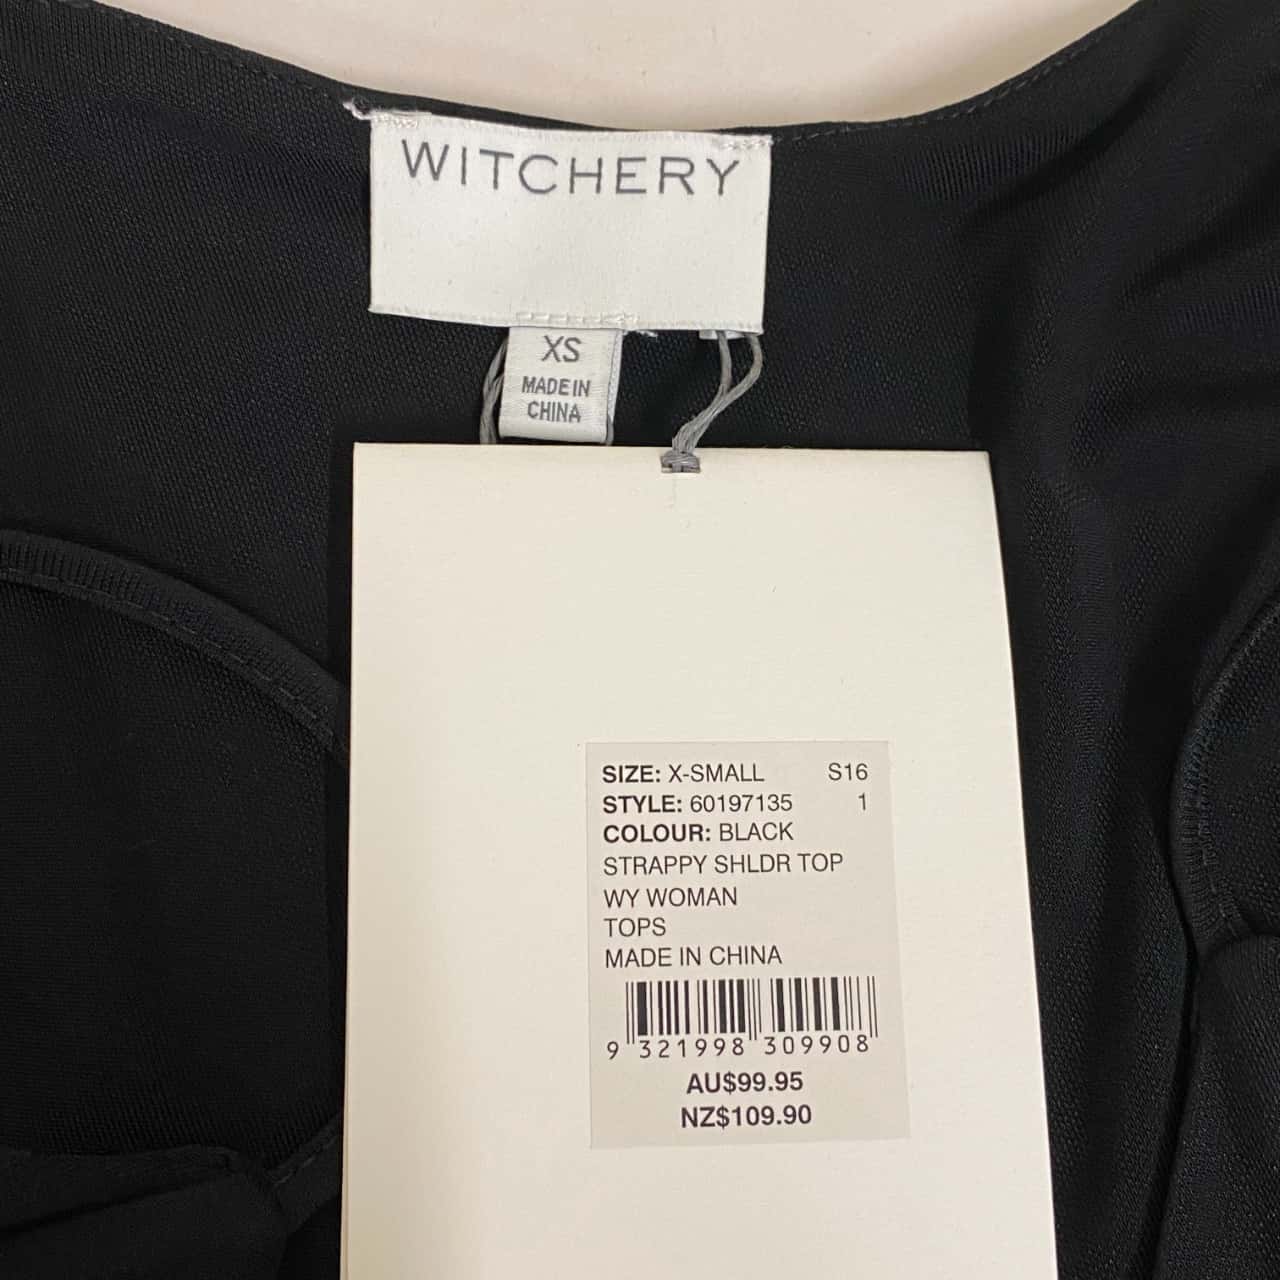 WITCHERY
XS
MADE IN
CHINA
SIZE: X-SMALL S16
STYLE: 60197135 1
COLOUR: BLACK
STRAPPY SHLDR TOP
WY WOMAN
TOPS
MADE IN CHINA
9 321998 309908
AU$99.95
NZ$109.90